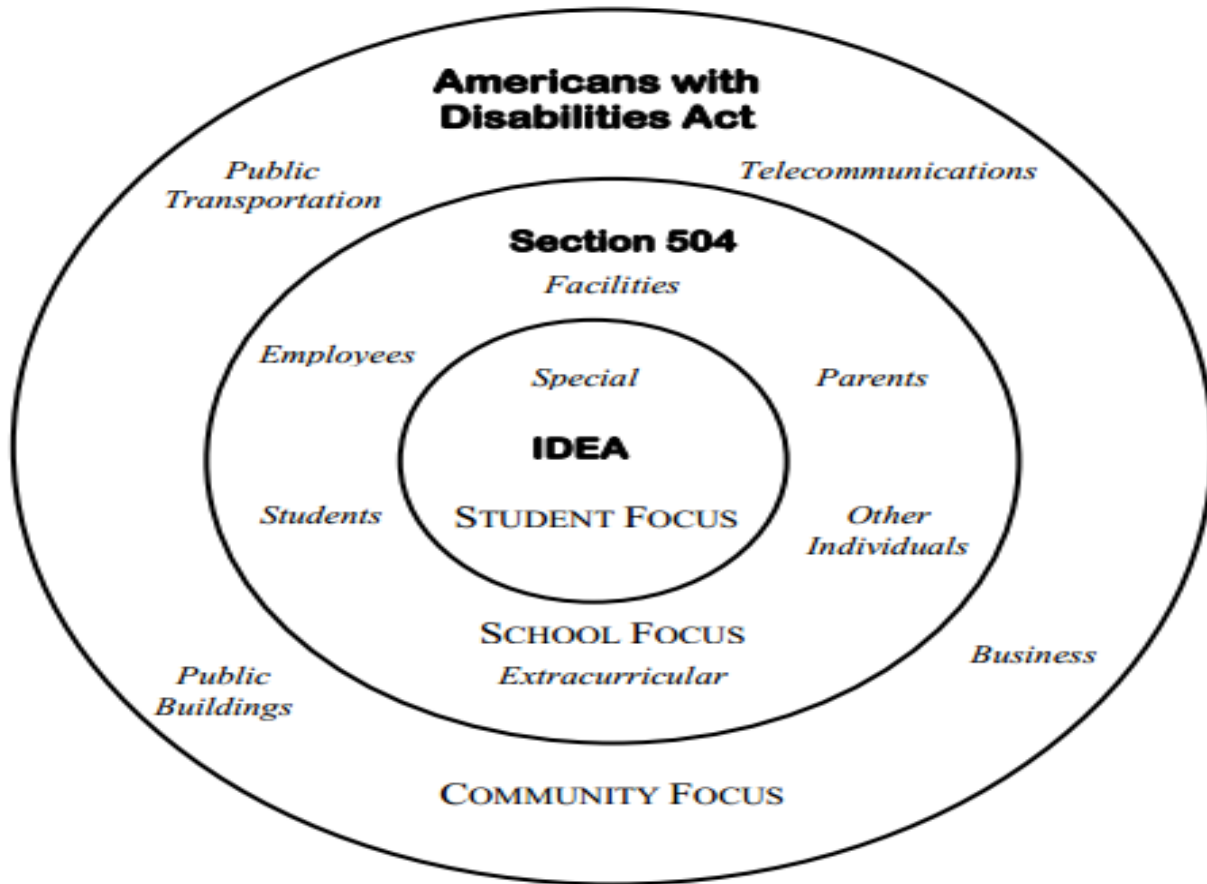 Americans with
Disabilities Act
Public
Transportation
Telecommunications
Section 504
Facilities
Employees
Special
Parents
IDEA
Students
STUDENT FOCUS
Other
Individuals
SCHOOL FOCUS
Extracurricular
Business
Public
Buildings
COMMUNITY FOCUS